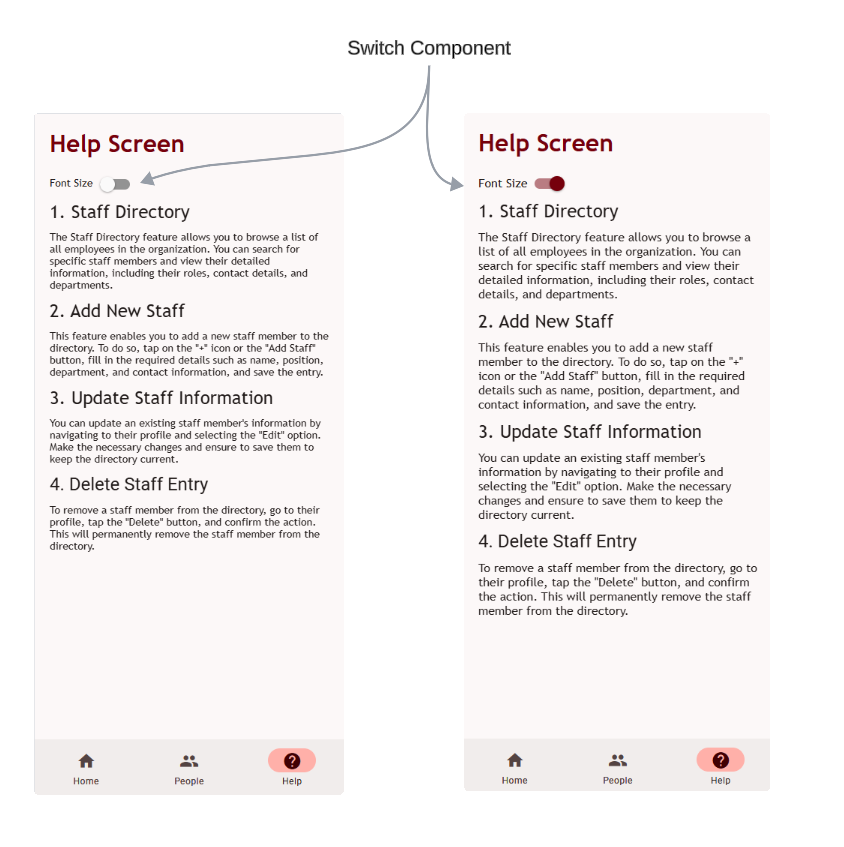 Switch Component
Help Screen
Font Size
1. Staff Directory
The Staff Directory feature allows you to browse a list of
all employees in the organization. You can search for
specific staff members and view their detailed
information, including their roles, contact details, and
departments.
2. Add New Staff
This feature enables you to add a new staff member to the
directory. To do so, tap on the "+" icon or the "Add Staff"
button, fill in the required details such as name, position,
department, and contact information, and save the entry.
3. Update Staff Information
You can update an existing staff member's information by
navigating to their profile and selecting the "Edit" option.
Make the necessary changes and ensure to save them to
keep the directory current.
4. Delete Staff Entry
To remove a staff member from the directory, go to their
profile, tap the "Delete" button, and confirm the action.
This will permanently remove the staff member from the
directory.
Home
People
Help
Help Screen
Font Size
1. Staff Directory
The Staff Directory feature allows you to browse a
list of all employees in the organization. You can
search for specific staff members and view their
detailed information, including their roles, contact
details, and departments.
2. Add New Staff
This feature enables you to add a new staff
member to the directory. To do so, tap on the "+"
icon or the "Add Staff" button, fill in the required
details such as name, position, department, and
contact information, and save the entry.
3. Update Staff Information
You can update an existing staff member's
information by navigating to their profile and
selecting the "Edit" option. Make the necessary
changes and ensure to save them to keep the
directory current.
4. Delete Staff Entry
To remove a staff member from the directory, go to
their profile, tap the "Delete" button, and confirm
the action. This will permanently remove the staff
member from the directory.
Home
People
Help